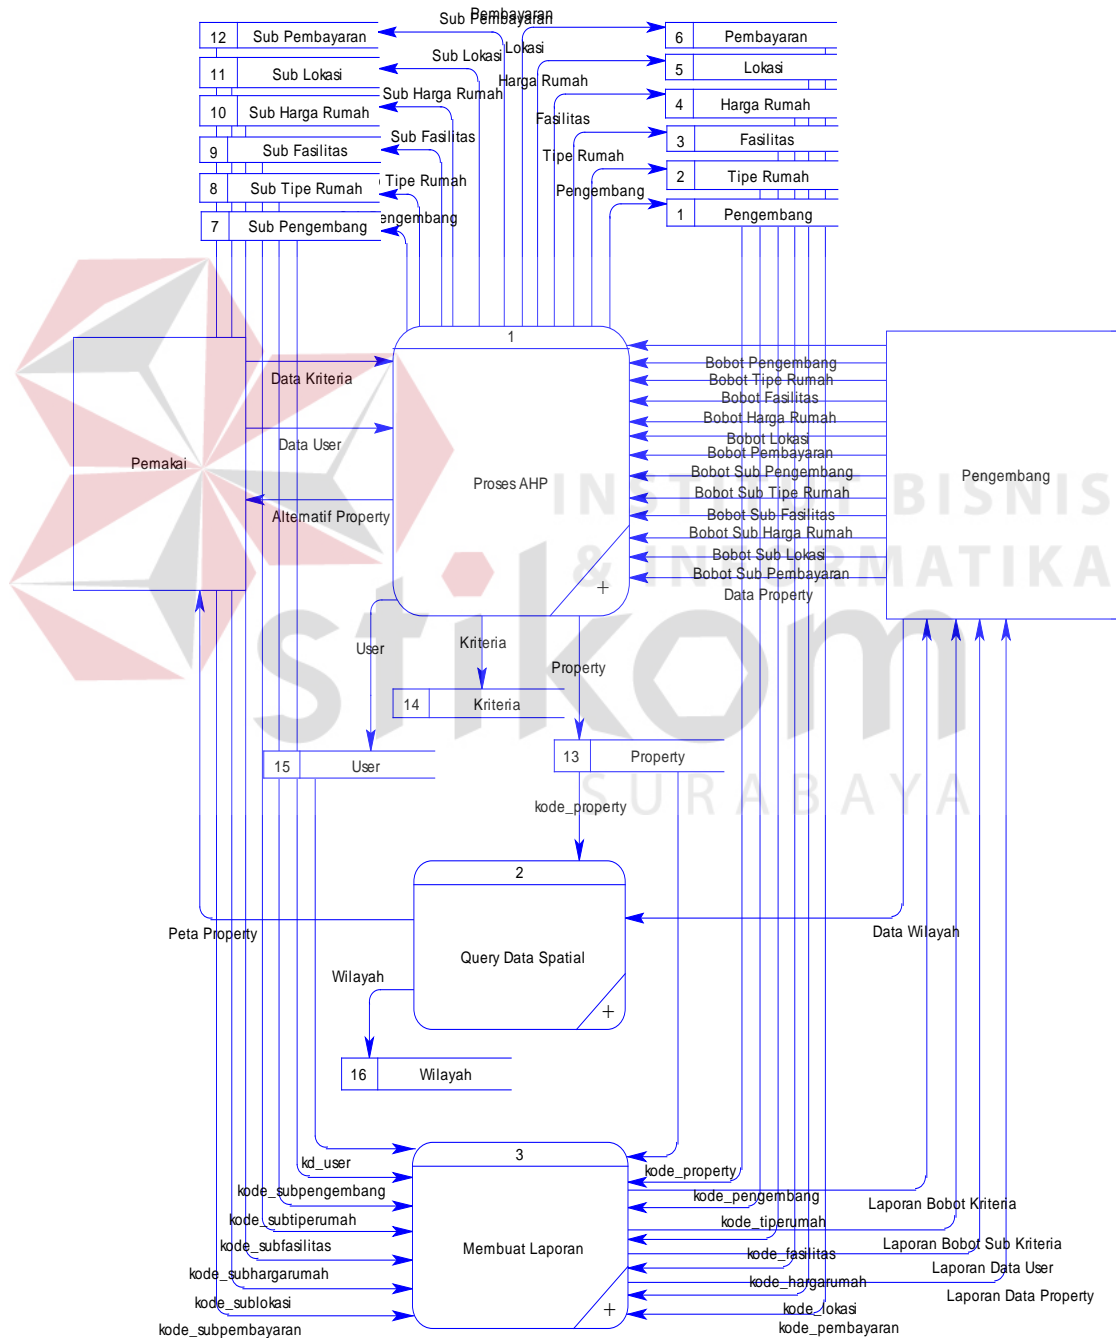 Pembayaran
Sub Pembayaran
12 Sub Pembayaran
6 Pembayaran
Lokasi
Sub Lokasi
11 Sub Lokasi
5 Lokasi
Harga Rumah
Sub Harga Rumah
10 Sub Harga Rumah
4 Harga Rumah
Fasilitas
Sub Fasilitas
9 Sub Fasilitas
3 Fasilitas
Tipe Rumah
Tipe Rumah
8 Sub Tipe Rumah
2 Tipe Rumah
Pengembang
engembang
7 Sub Pengembang
1 Pengembang
1
Proses AHP
+
Pemakai
Pengembang
Data Kriteria
Data User
Alternatif Property
Bobot Pengembang
Bobot Tipe Rumah
Bobot Fasilitas
Bobot Harga Rumah
Bobot Lokasi
Bobot Pembayaran
Bobot Sub Pengembang
Bobot Sub Tipe Rumah
Bobot Sub Fasilitas
Bobot Sub Harga Rumah
Bobot Sub Lokasi
Bobot Sub Pembayaran
Data Property
INSTITUT BISNIS
& INFORMATIKA
stikom
SURABAYA
User
Kriteria
Property
14 Kriteria
13 Property
15 User
kode_property
2
Query Data Spatial
+
Peta Property
Data Wilayah
Wilayah
16 Wilayah
3
Membuat Laporan
+
kd_user
kode_subpengembang
kode_subtiperumah
kode_subfasilitas
kode_subhargarumah
kode_sublokasi
kode_subpembayaran
kode_property
kode_pengembang
kode_tiperumah
kode_fasilitas
kode_hargarumah
kode_lokasi
kode_pembayaran
Laporan Bobot Kriteria
Laporan Bobot Sub Kriteria
Laporan Data User
Laporan Data Property